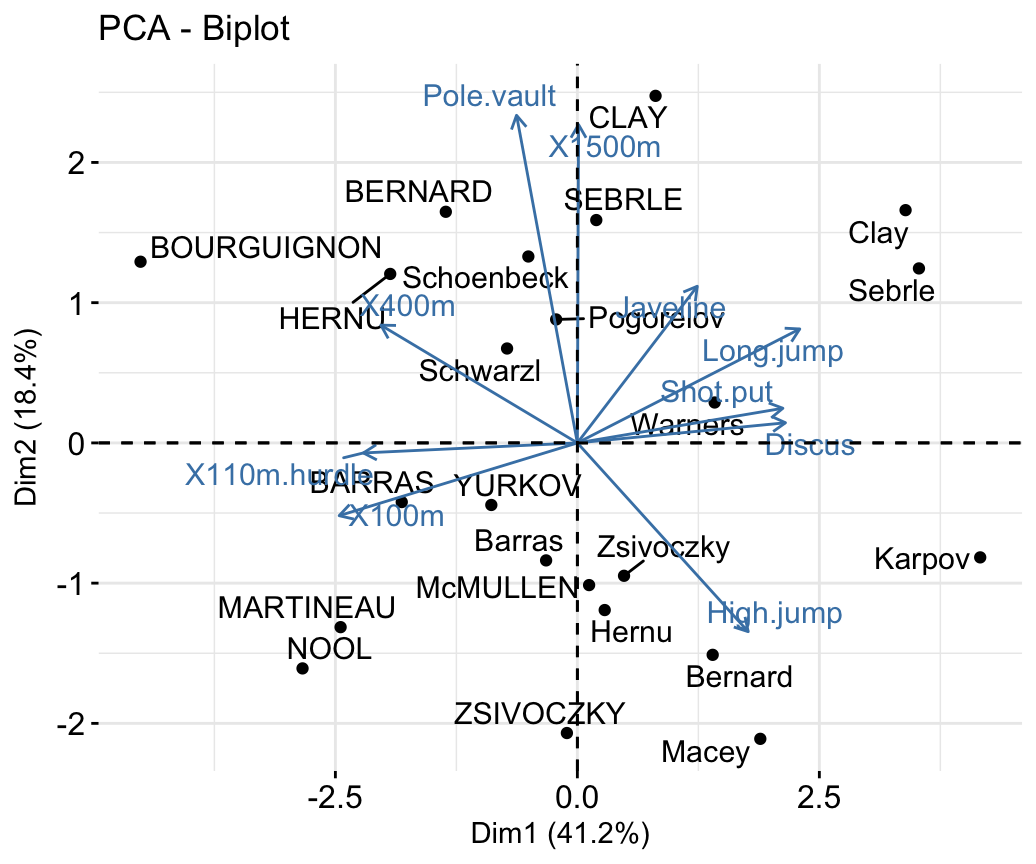 PCA - Biplot
Pole.vault
CLAY
X1500m
BERNARD
SEBRLE
Clay
BOURGUIGNON
Schoenbeck
Sebrle
X400m
Javeline
HERNU
Pogorelov
Long.jump
Schwarzl
Shot.put
Warners
Discus
X110m.hurdle
BARRAS
YURKOV
X100m
Barras
Zsivoczky
Karpov
McMULLEN
MARTINEAU
High.jump
Hernu
NOOL
Bernard
ZSIVOCZKY
Macey
2
1
0
-1
-2
Dim2 (18.4%)
-2.5
0.0
2.5
Dim1 (41.2%)